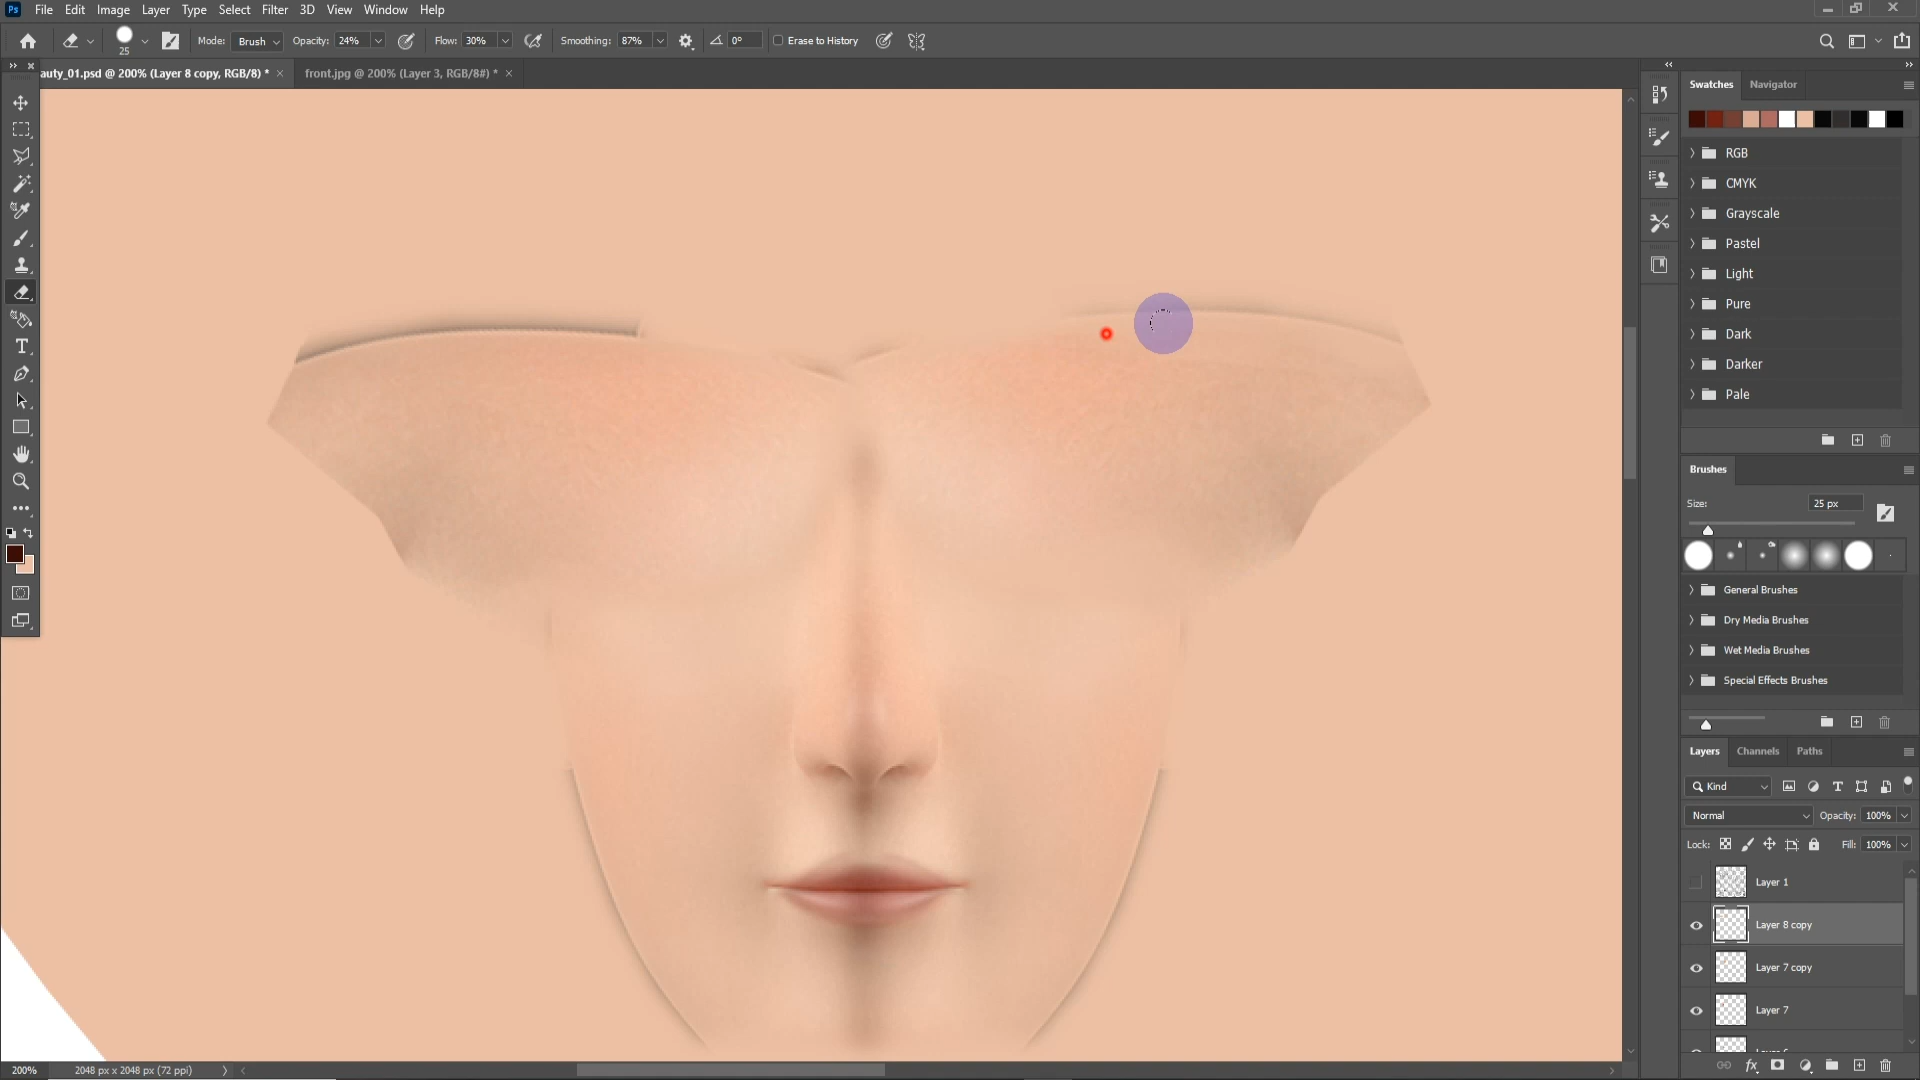 Ps File Edit Image Layer Type Select Filter 3D View Window Help
25 Mode: Brush Opacity: 24% Flow: 30% Smoothing: 87% 0° Erase to History
auty_01.psd @ 200% (Layer 8 copy, RGB/8) * × front.jpg @ 200% (Layer 3, RGB/8#) * ×
Swatches Navigator
RGB
CMYK
Grayscale
Pastel
Light
Pure
Dark
Darker
Pale
Brushes
Size: 25 px
General Brushes
Dry Media Brushes
Wet Media Brushes
Special Effects Brushes
Layers Channels Paths
Kind
Normal Opacity: 100%
Lock: Fill: 100%
Layer 1
Layer 8 copy
Layer 7 copy
Layer 7
200% 2048 px x 2048 px (72 ppi)